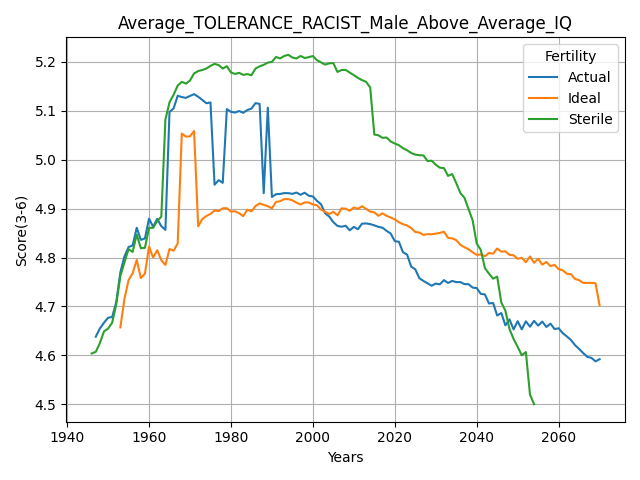 Average_TOLERANCE_RACIST_Male_Above_Average_IQ
Fertility
Actual
Ideal
Sterile
Score(3-6)
5.2
5.1
5.0
4.9
4.8
4.7
4.6
4.5
1940 1960 1980 2000 2020 2040 2060
Years